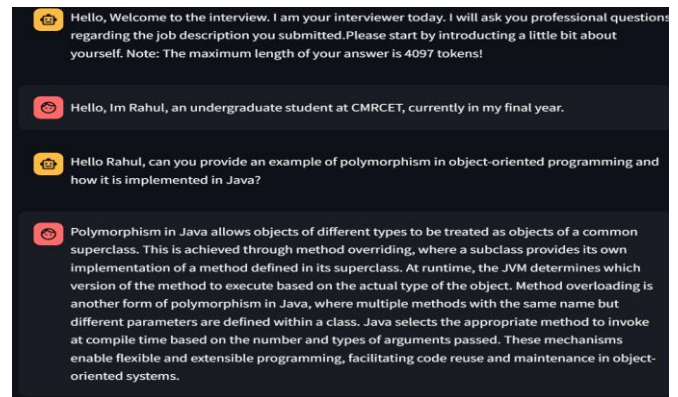 Hello, Welcome to the interview. I am your interviewer today. I will ask you professional questions
regarding the job description you submitted.Please start by introducting a little bit about
yourself. Note: The maximum length of your answer is 4097 tokens!
Hello, Im Rahul, an undergraduate student at CMRCET, currently in my final year.
Hello Rahul, can you provide an example of polymorphism in object-oriented programming and
how it is implemented in Java?
Polymorphism in Java allows objects of different types to be treated as objects of a common
superclass. This is achieved through method overriding, where a subclass provides its own
implementation of a method defined in its superclass. At runtime, the JVM determines which
version of the method to execute based on the actual type of the object. Method overloading is
another form of polymorphism in Java, where multiple methods with the same name but
different parameters are defined within a class. Java selects the appropriate method to invoke
at compile time based on the number and types of arguments passed. These mechanisms
enable flexible and extensible programming, facilitating code reuse and maintenance in object-
oriented systems.